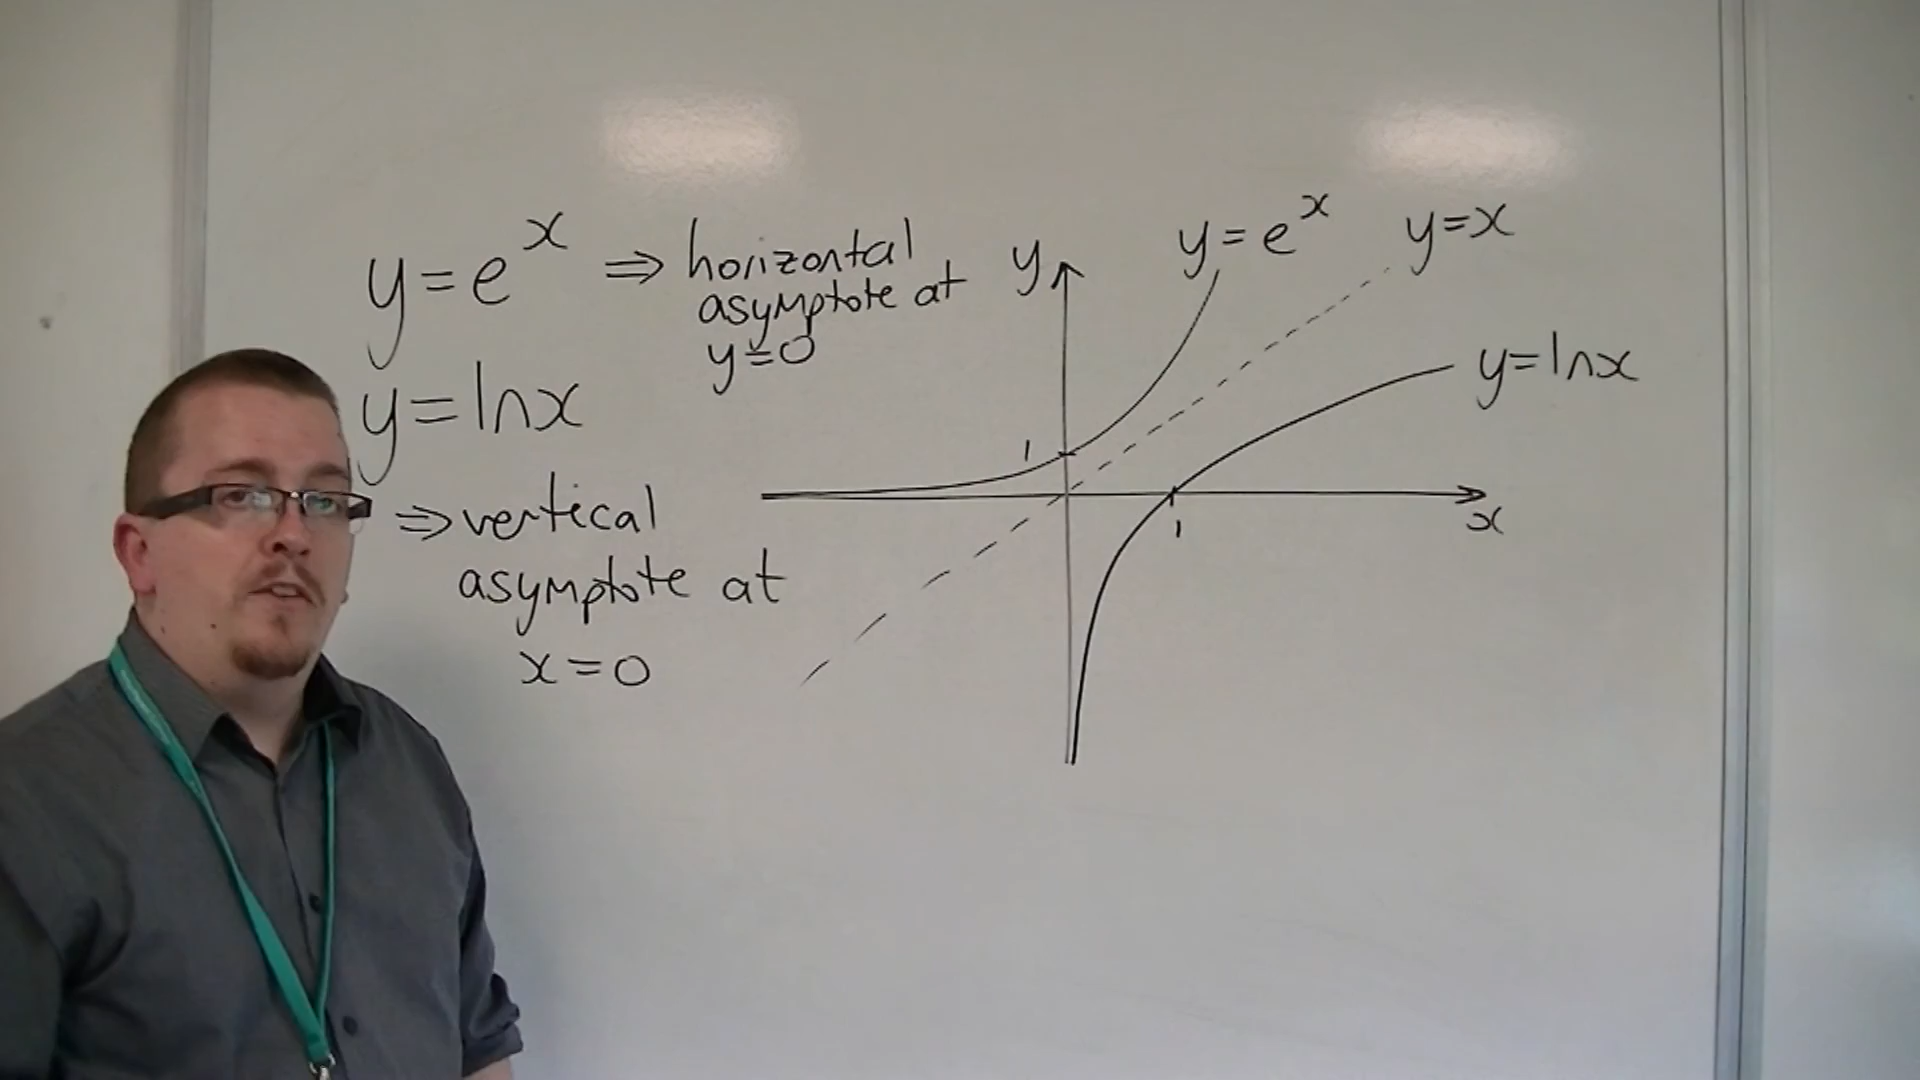 y = e^x ⇒ horizontal
asymptote at
y = 0
y = ln x
⇒ vertical
asymptote at
x = 0
y
y = e^x
y = x
y = ln x
1
1
x